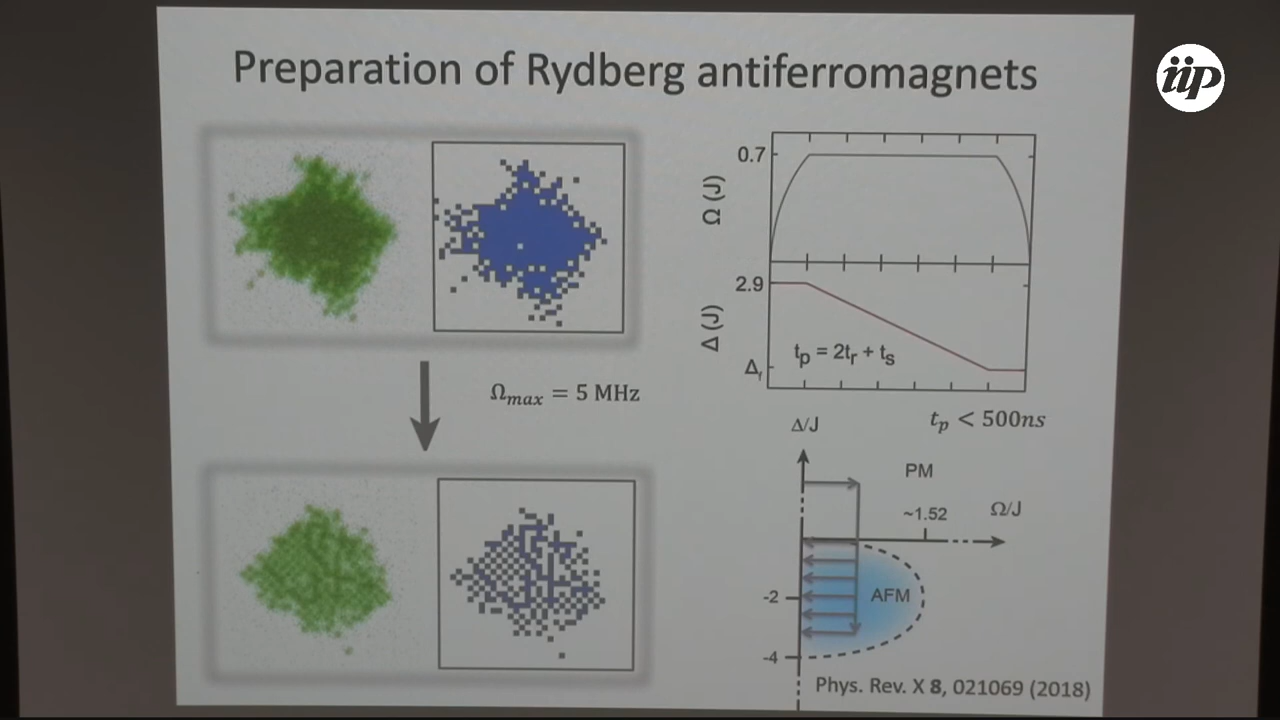 Preparation of Rydberg antiferromagnets
iip
0.7
Ω (J)
2.9
Δ (J)
Δf
tp = 2tr + ts
Ωmax = 5 MHz
tp < 500ns
Δ/J
PM
~1.52
Ω/J
-2
AFM
-4
Phys. Rev. X 8, 021069 (2018)